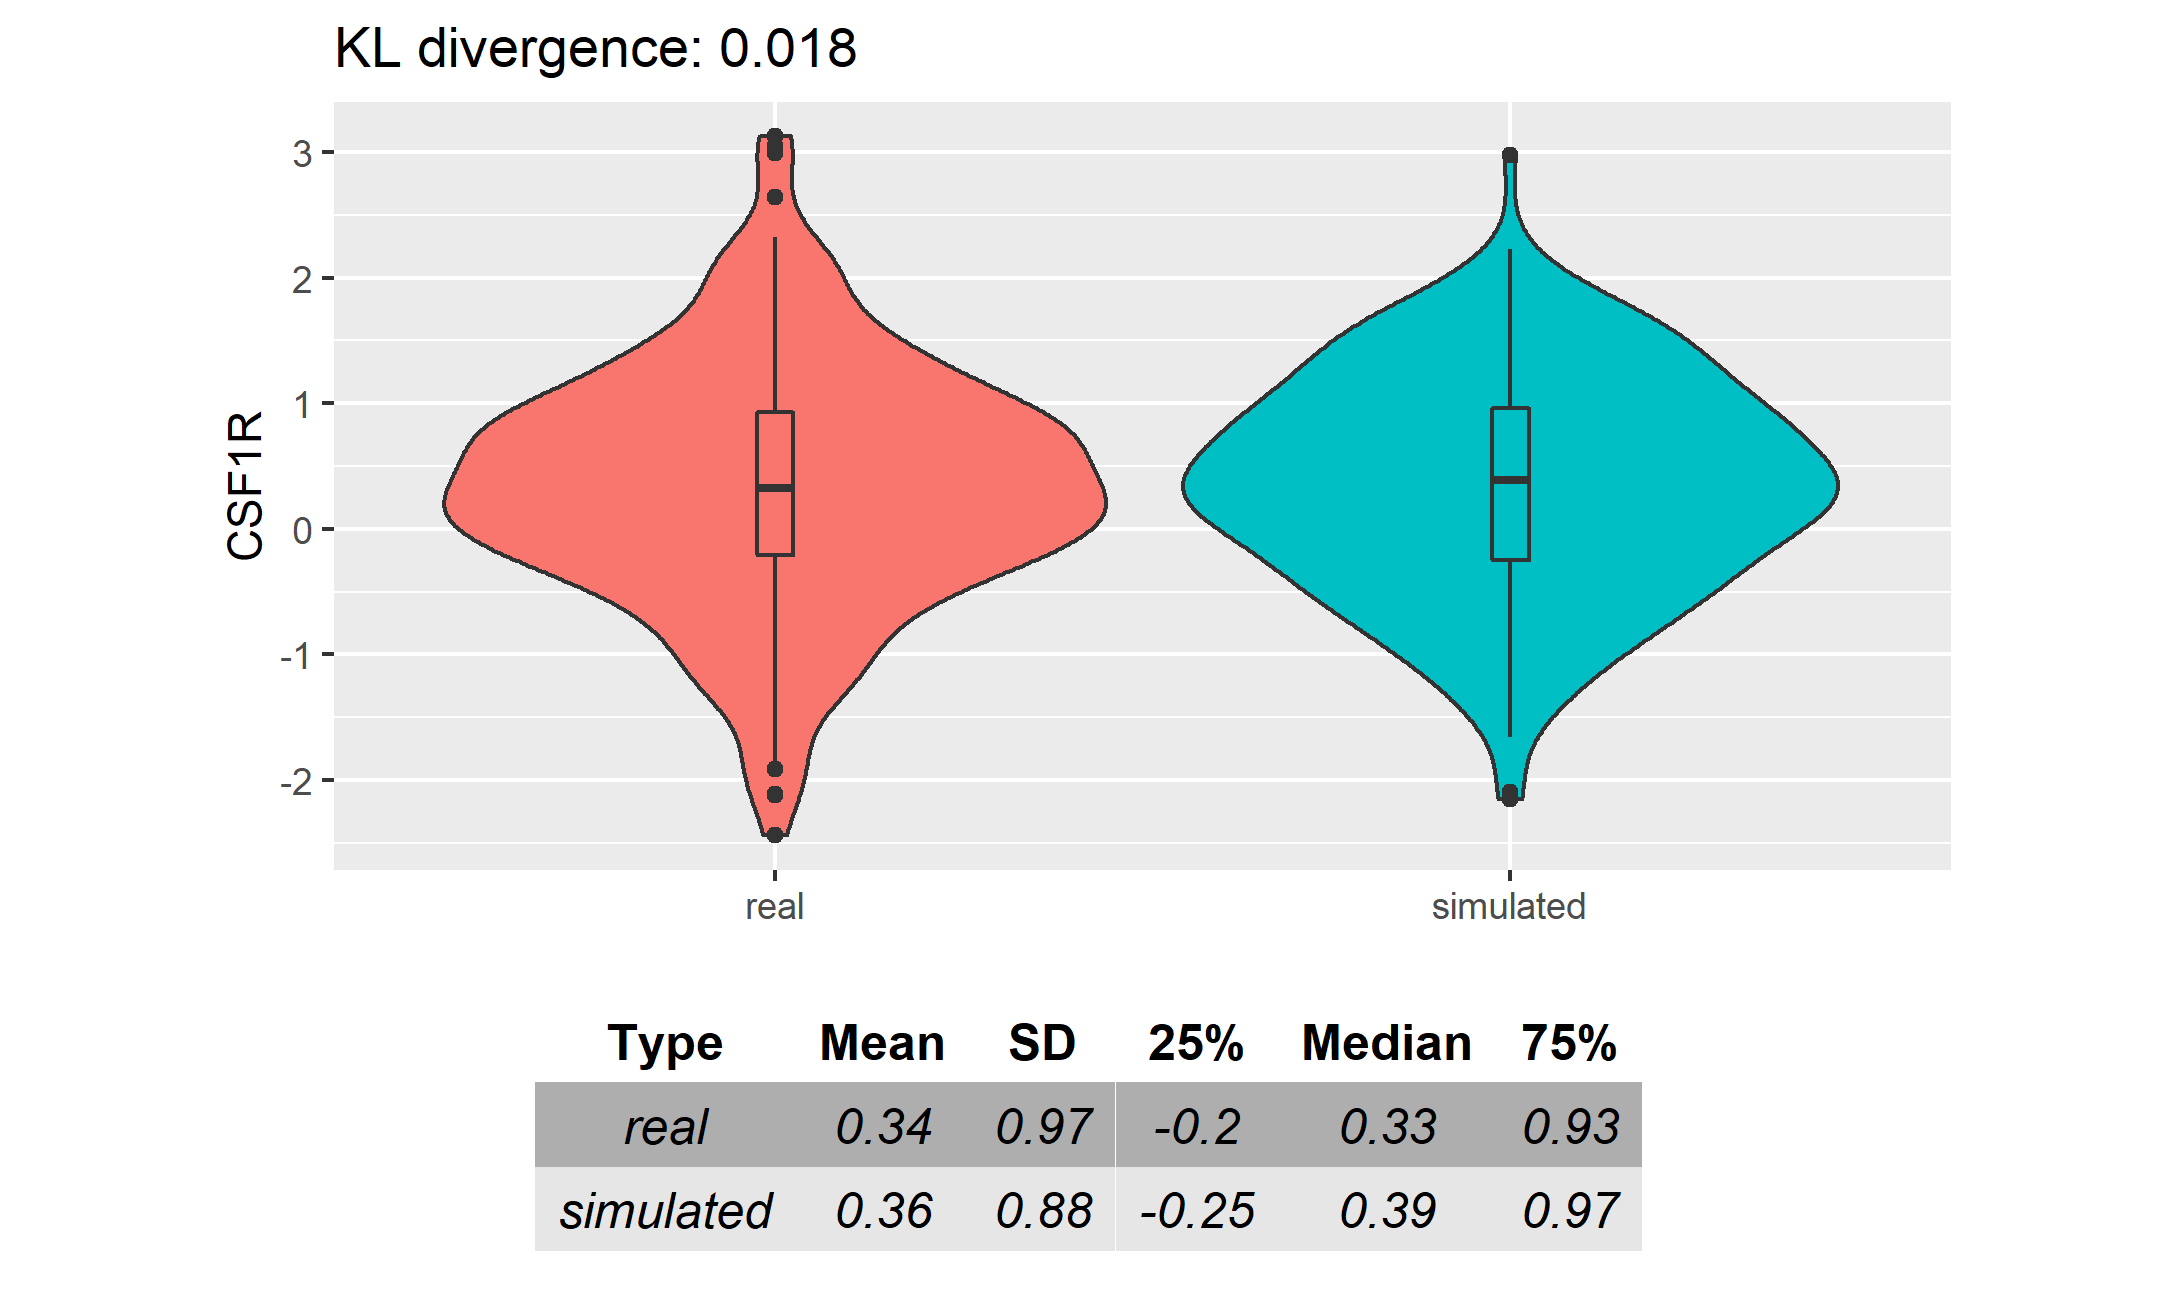 KL divergence: 0.018
3
2
1
0
-1
-2
CSF1R
real simulated
Type Mean SD 25% Median 75%
real 0.34 0.97 -0.2 0.33 0.93
simulated 0.36 0.88 -0.25 0.39 0.97